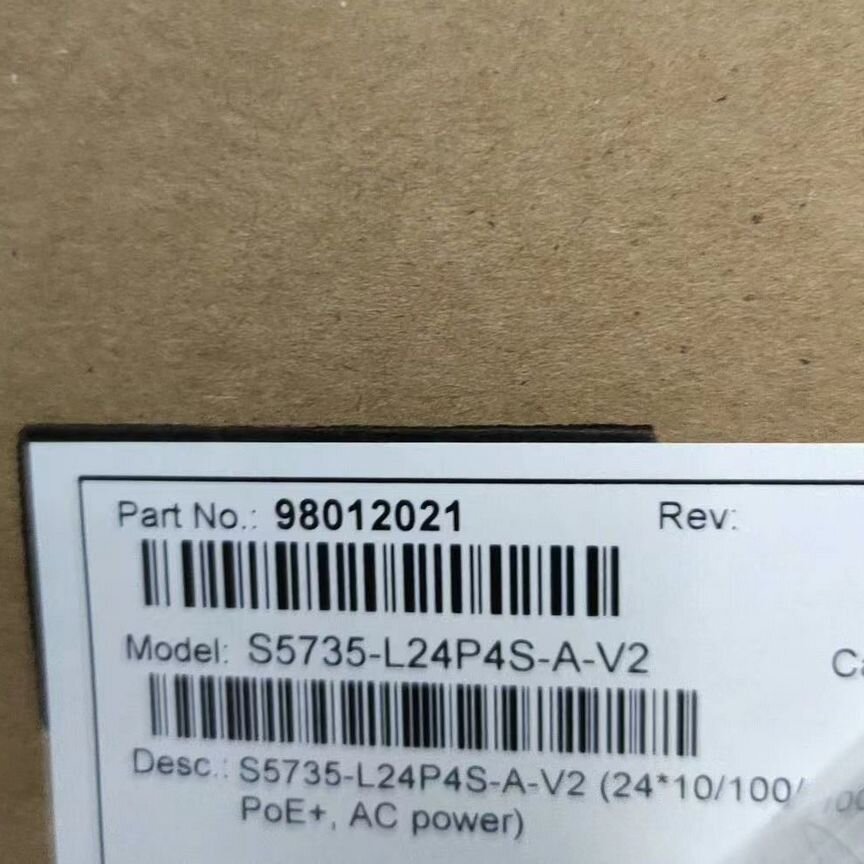 Part No.: 98012021 Rev:
Model: S5735-L24P4S-A-V2
Desc.: S5735-L24P4S-A-V2 (24*10/100/
PoE+, AC power)